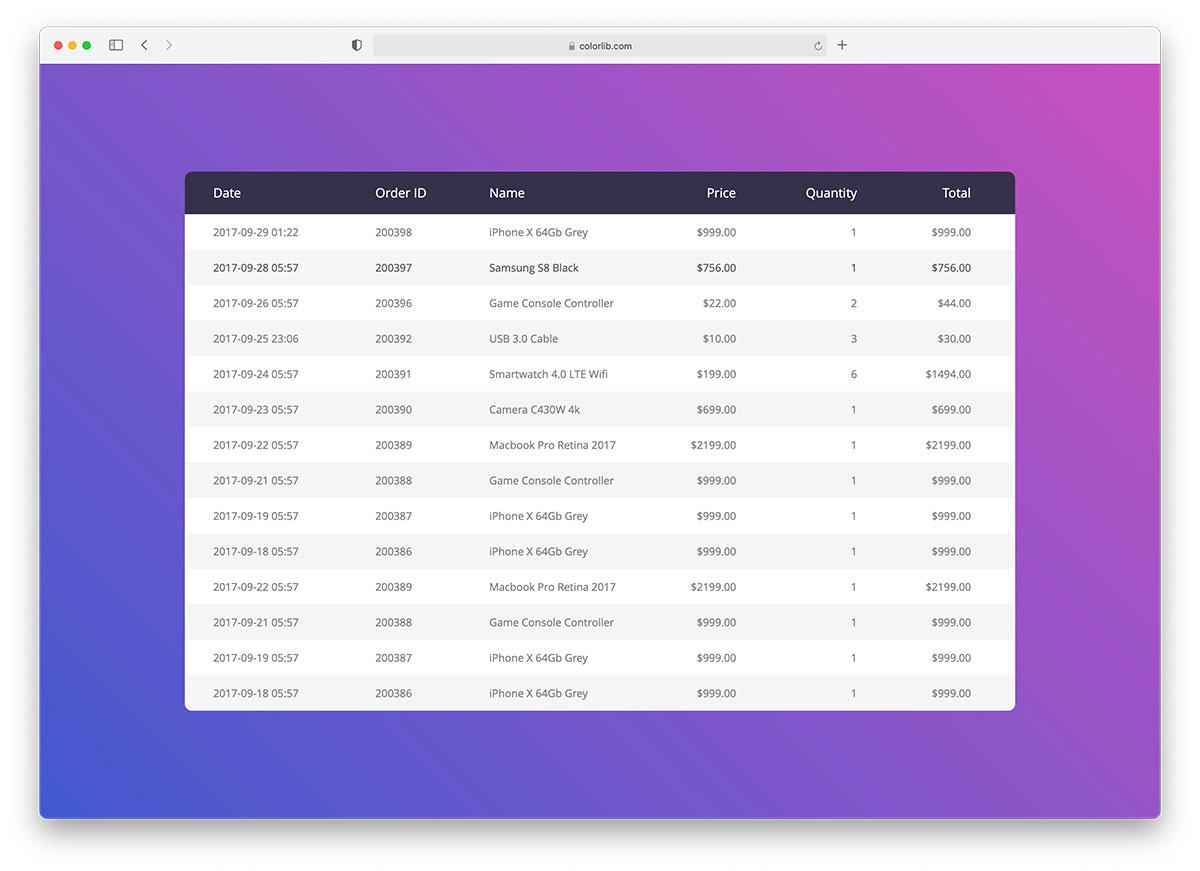 colorlib.com
Date Order ID Name Price Quantity Total
2017-09-29 01:22 200398 iPhone X 64Gb Grey $999.00 1 $999.00
2017-09-28 05:57 200397 Samsung S8 Black $756.00 1 $756.00
2017-09-26 05:57 200396 Game Console Controller $22.00 2 $44.00
2017-09-25 23:06 200392 USB 3.0 Cable $10.00 3 $30.00
2017-09-24 05:57 200391 Smartwatch 4.0 LTE Wifi $199.00 6 $1494.00
2017-09-23 05:57 200390 Camera C430W 4k $699.00 1 $699.00
2017-09-22 05:57 200389 Macbook Pro Retina 2017 $2199.00 1 $2199.00
2017-09-21 05:57 200388 Game Console Controller $999.00 1 $999.00
2017-09-19 05:57 200387 iPhone X 64Gb Grey $999.00 1 $999.00
2017-09-18 05:57 200386 iPhone X 64Gb Grey $999.00 1 $999.00
2017-09-22 05:57 200389 Macbook Pro Retina 2017 $2199.00 1 $2199.00
2017-09-21 05:57 200388 Game Console Controller $999.00 1 $999.00
2017-09-19 05:57 200387 iPhone X 64Gb Grey $999.00 1 $999.00
2017-09-18 05:57 200386 iPhone X 64Gb Grey $999.00 1 $999.00